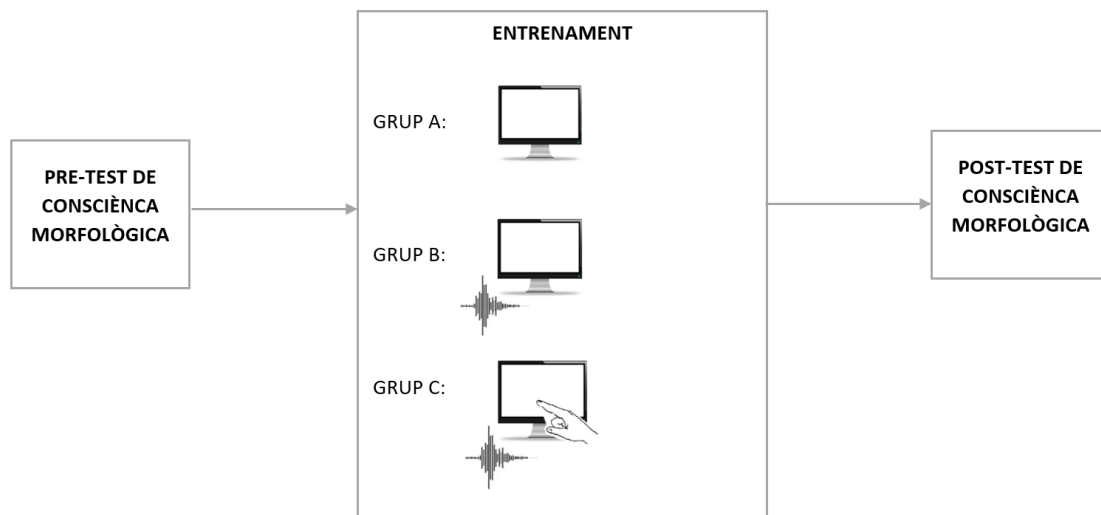 PRE-TEST DE
CONSCIÈNCA
MORFOLÒGICA
ENTRENAMENT
GRUP A:
GRUP B:
GRUP C:
POST-TEST DE
CONSCIÈNCA
MORFOLÒGICA